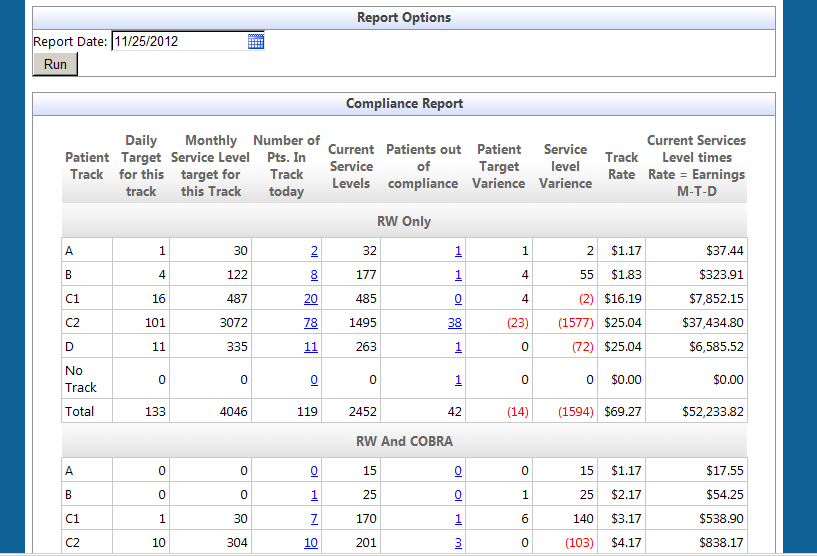 Report Options
Report Date: 11/25/2012
Run
Compliance Report
Patient Track Daily Target for this track Monthly Service Level target for this Track Number of Pts. In Track today Current Service Levels Patients out of compliance Patient Target Varience Service level Varience Track Rate Current Services Level times Rate = Earnings M-T-D
RW Only
A 1 30 2 32 1 1 2 $1.17 $37.44
B 4 122 8 177 1 4 55 $1.83 $323.91
C1 16 487 20 485 0 4 (2) $16.19 $7,852.15
C2 101 3072 78 1495 38 (23) (1577) $25.04 $37,434.80
D 11 335 11 263 1 0 (72) $25.04 $6,585.52
No Track 0 0 0 0 1 0 0 $0.00 $0.00
Total 133 4046 119 2452 42 (14) (1594) $69.27 $52,233.82
RW And COBRA
A 0 0 0 15 0 0 15 $1.17 $17.55
B 0 0 1 25 0 1 25 $2.17 $54.25
C1 1 30 7 170 1 6 140 $3.17 $538.90
C2 10 304 10 201 3 0 (103) $4.17 $838.17